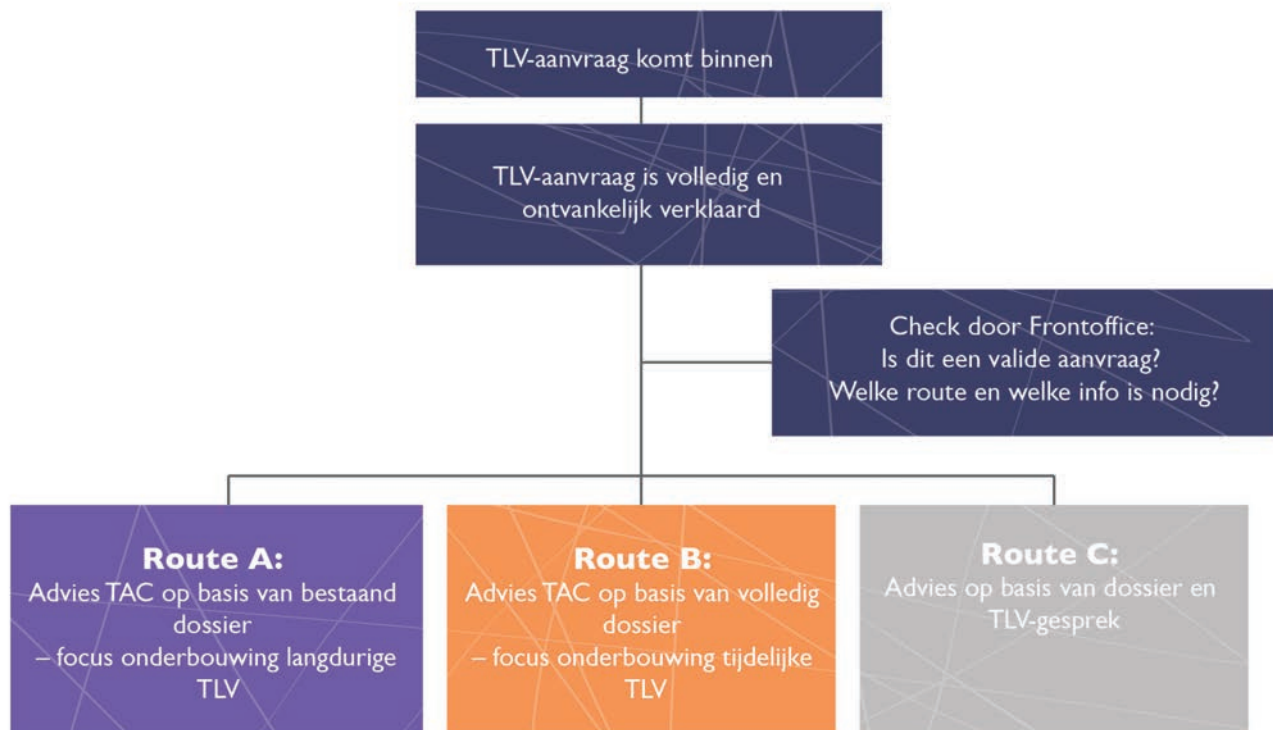 TLV-aanvraag komt binnen
TLV-aanvraag is volledig en
ontvankelijk verklaard
Check door Frontoffice:
Is dit een valide aanvraag?
Welke route en welke info is nodig?
Route A:
Advies TAC op basis van bestaand
dossier
– focus onderbouwing langdurige
TLV
Route B:
Advies TAC op basis van volledig
dossier
– focus onderbouwing tijdelijke
TLV
Route C:
Advies op basis van dossier en
TLV-gesprek